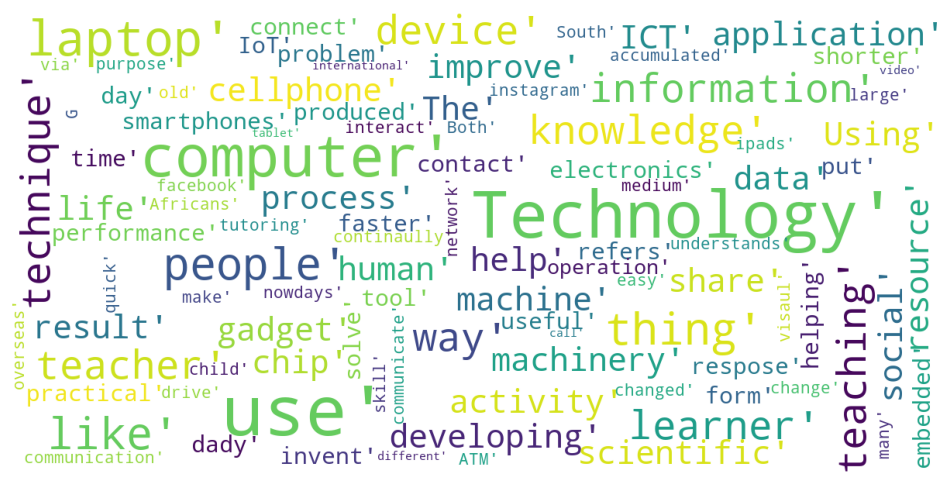 laptop'
connect'
device'
South'
ICT'
application'
IoT'
problem'
accumulated'
shorter'
via'
purpose'
international'
improve'
video'
technique'
day'
old'
cellphone'
instagram'
information'
large'
G
smartphones'
produced'
The'
knowledge'
Using'
tablet'
interact'
Both'
ipads'
time'
computer'
contact'
electronics'
data'
put'
facebook'
process'
medium'
life'
Africans'
tutoring'
faster'
network'
Technology'
resource'
performance'
continaully
refers
understands'
people'
human'
help'
operation'
easy'
share'
quick'
make'
nowdays'
- tool'
machine'
helping'
visaul'
teaching'
social'
overseas'
result'
gadget'
solve
communicate'
way'
useful'
call'
thing'
teacher'
child'
chip'
skill'
machinery'
respose'
practical'
drive'
use'
activity'
changed'
form'
change'
embedded'
like'
dady'
developing'
learner'
many'
communication'
invent'
different'
ATM'
scientific'